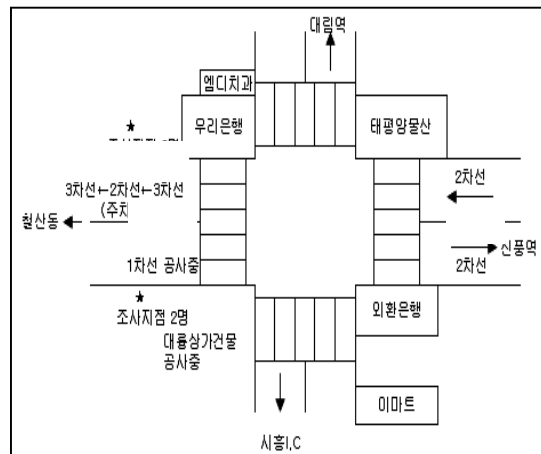 대림역
엠디치과
우리은행
태평양물산
2차선
3차선←2차선←3차선
(주차
철산동
신풍역
1차선 공사중
2차선
조사지점 2명
외환은행
대륭상가건물
공사중
이마트
시흥I,C